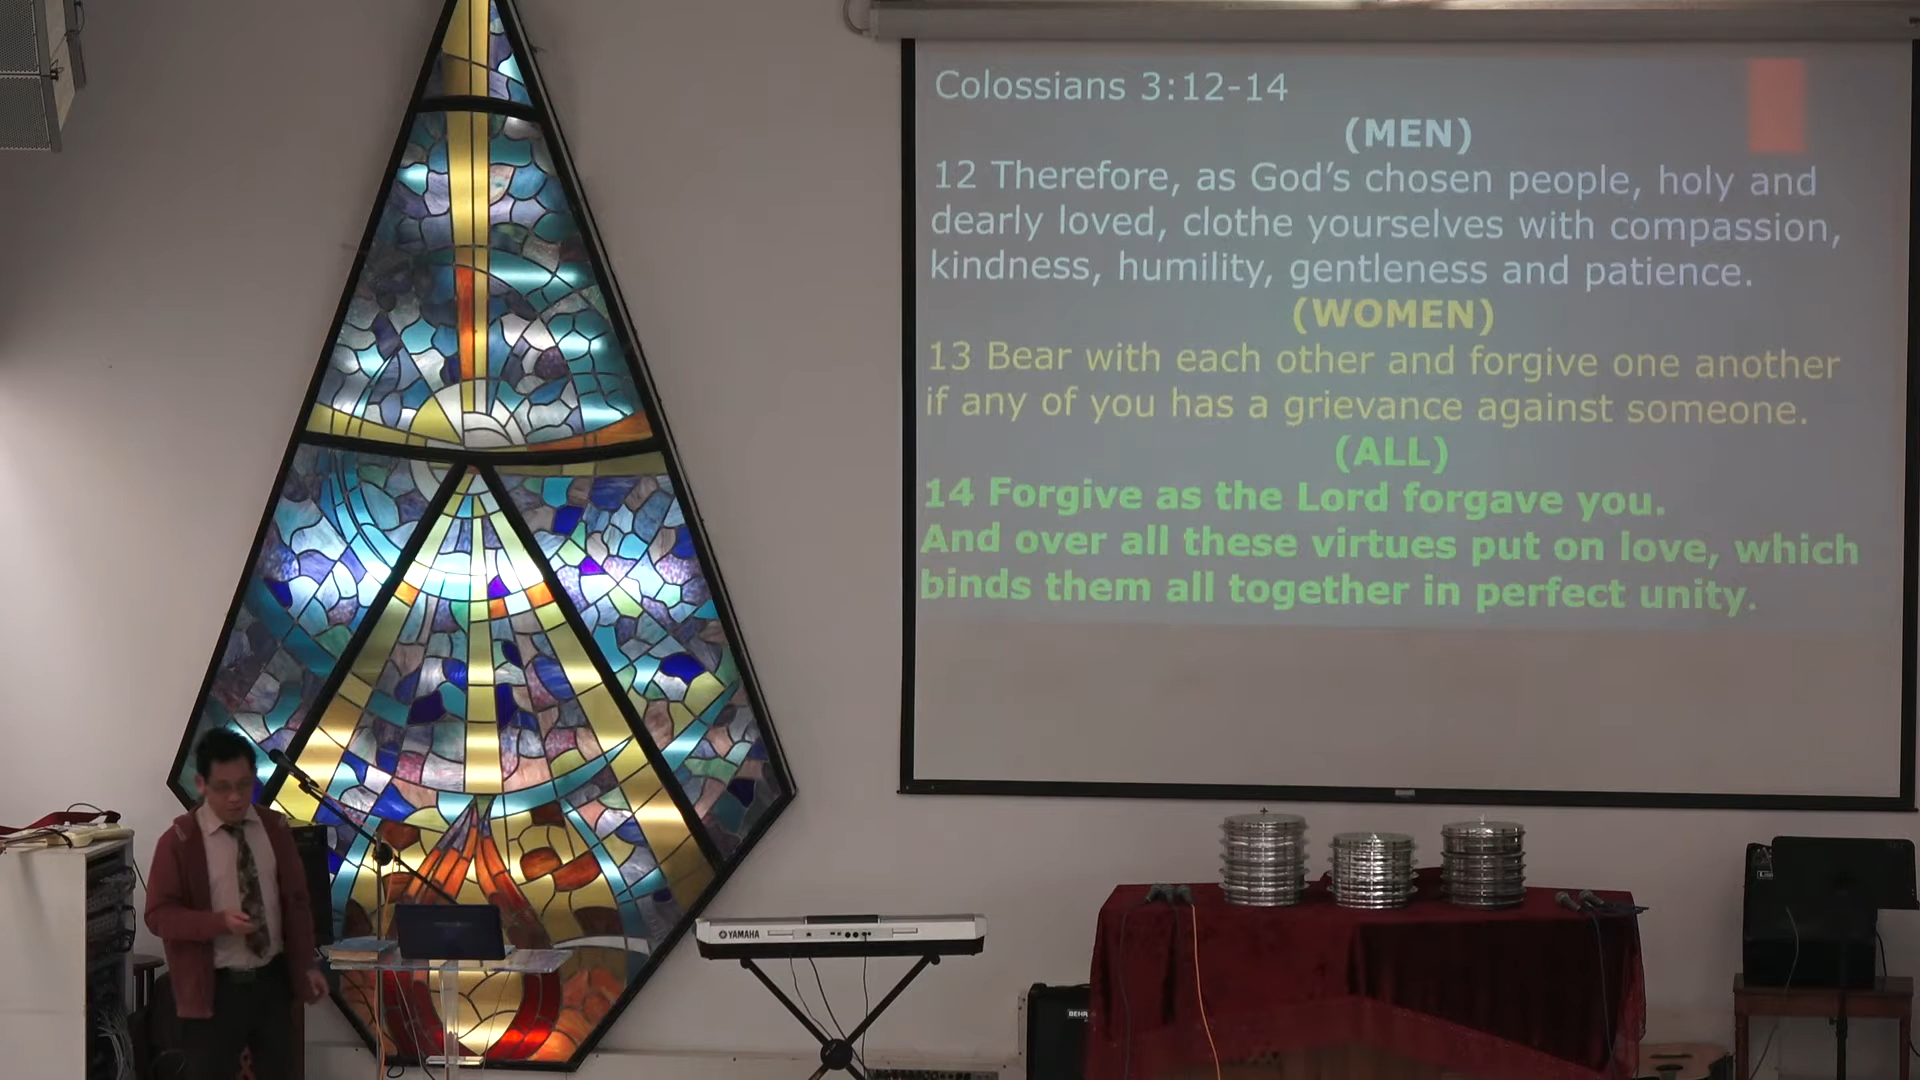 Colossians 3:12-14
(MEN)
12 Therefore, as God's chosen people, holy and
dearly loved, clothe yourselves with compassion,
kindness, humility, gentleness and patience.
(WOMEN)
13 Bear with each other and forgive one another
if any of you has a grievance against someone.
(ALL)
14 Forgive as the Lord forgave you.
And over all these virtues put on love, which
binds them all together in perfect unity.
YAMAHA
BEHR